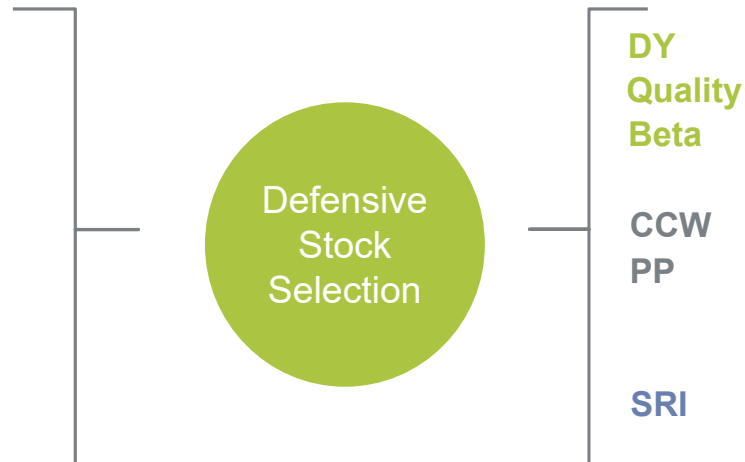 Defensive
Stock
Selection
DY
Quality
Beta
CCW
PP
SRI